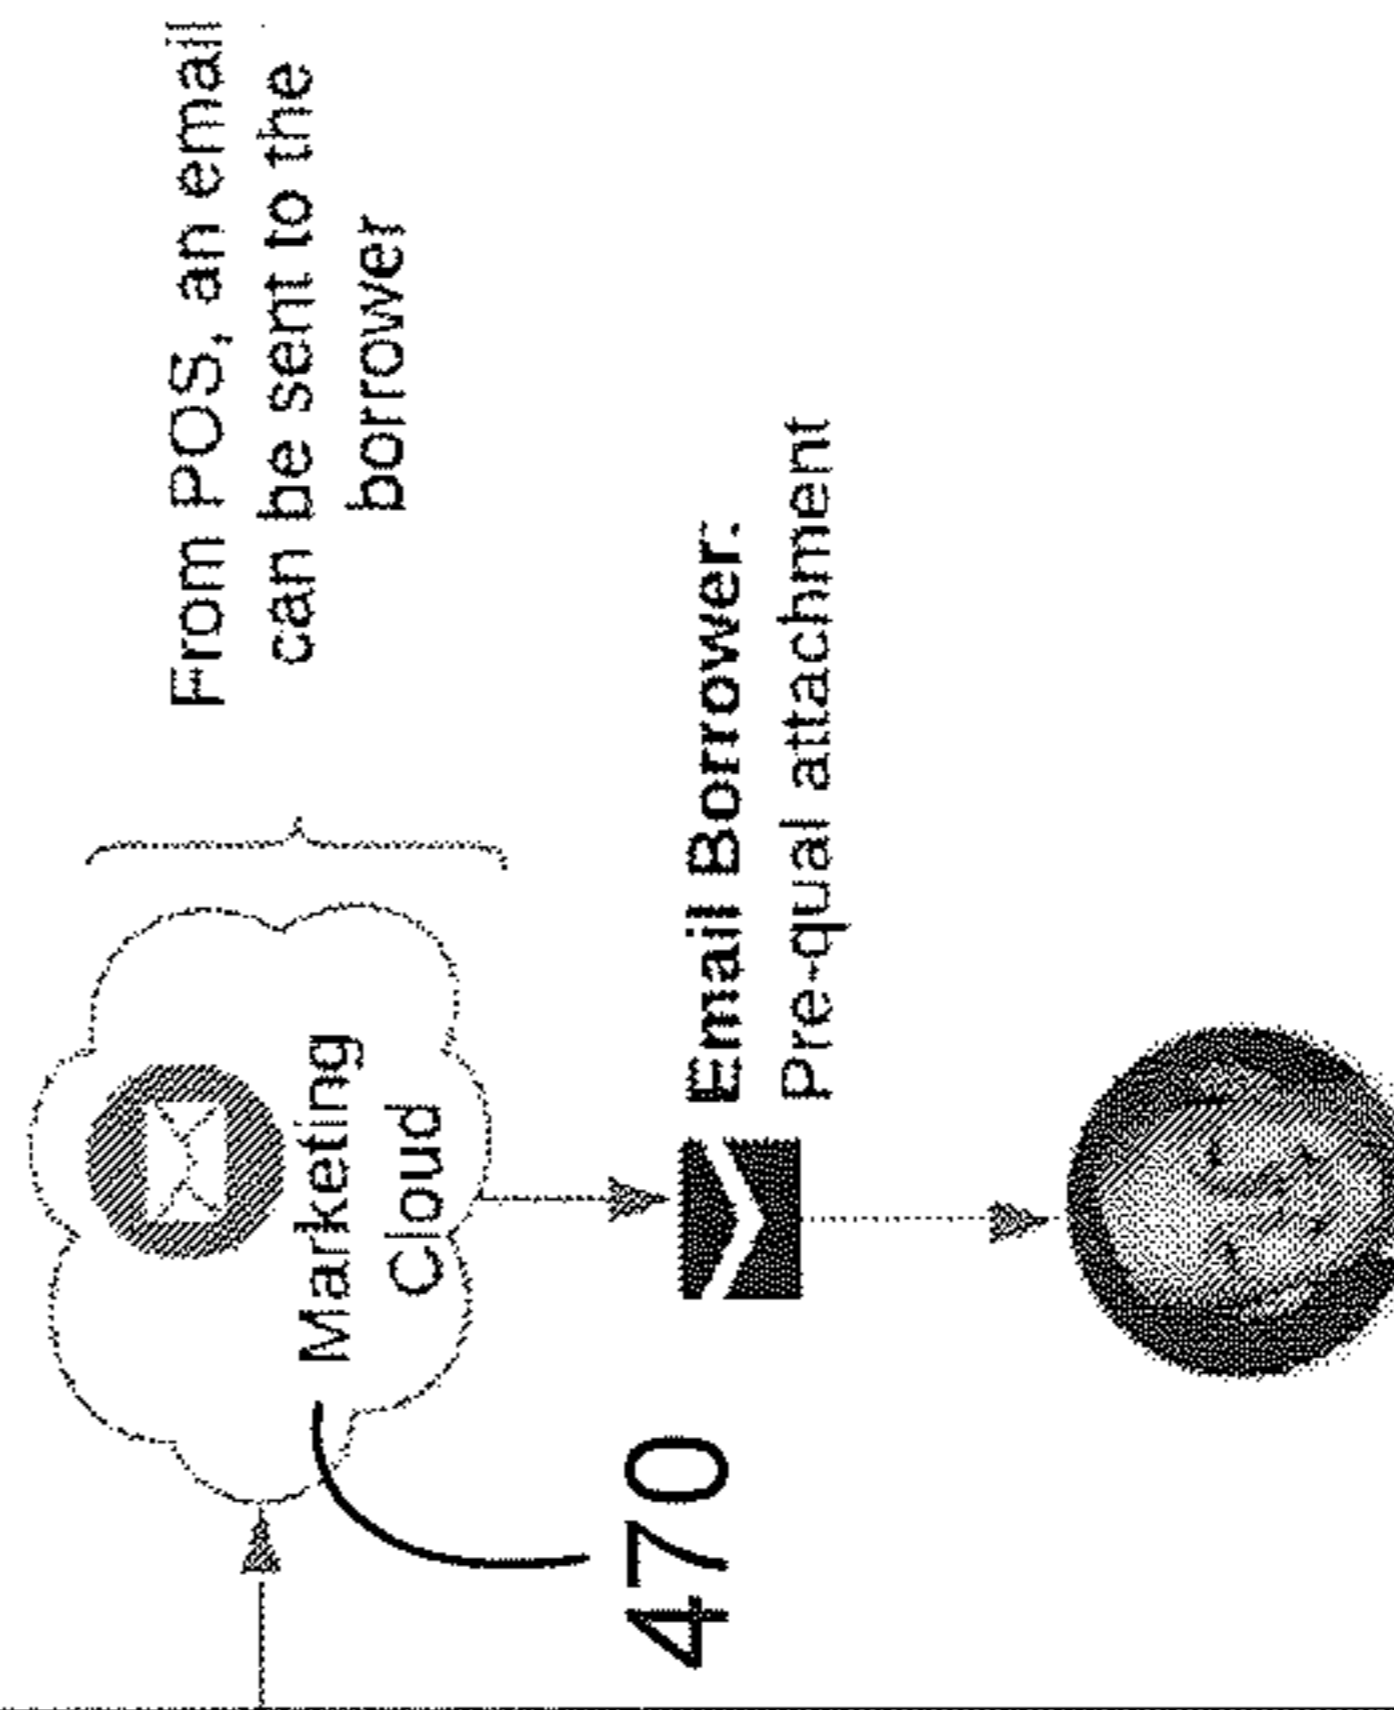 From POS, an email
can be sent to the
borrower
Marketing
Cloud
Email Borrower:
Pre-qual attachment
470